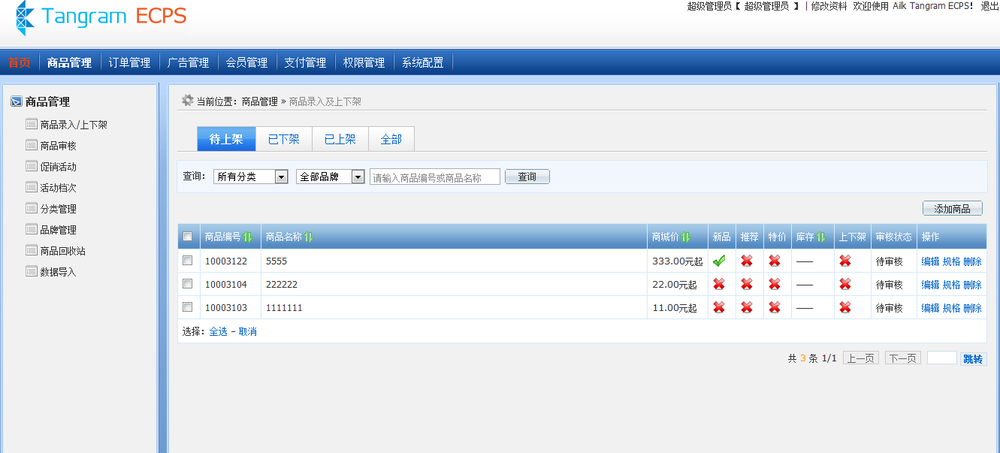 Tangram ECPS
超级管理员【 超级管理员 】 | 修改资料 欢迎使用 Ailk Tangram ECPS! 退出
首页 商品管理 订单管理 广告管理 会员管理 支付管理 权限管理 系统配置
商品管理
商品录入/上下架
商品审核
促销活动
活动档次
分类管理
品牌管理
商品回收站
数据导入
当前位置：商品管理 » 商品录入及上下架
待上架 已下架 已上架 全部
查询： 所有分类 全部品牌 请输入商品编号或商品名称 查询
添加商品
商品编号 商品名称 商城价 新品 推荐 特价 库存 上下架 审核状态 操作
10003122 5555 333.00元起 —— 待审核 编辑 规格 删除
10003104 222222 22.00元起 —— 待审核 编辑 规格 删除
10003103 1111111 11.00元起 —— 待审核 编辑 规格 删除
选择：全选 - 取消
共 3 条 1/1 上一页 下一页 跳转